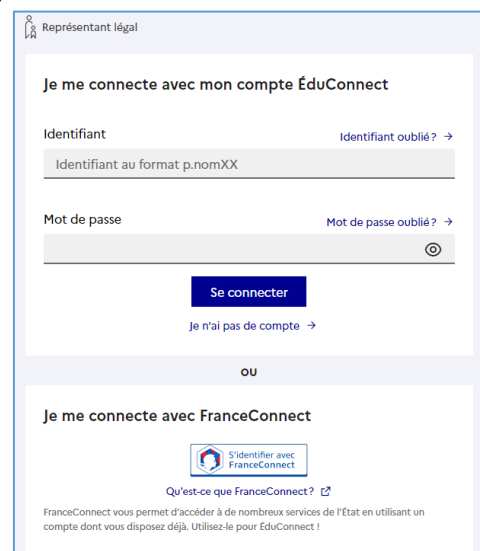 Représentant légal
Je me connecte avec mon compte ÉduConnect
Identifiant
Identifiant oublié? →
Identifiant au format p.nomXX
Mot de passe
Mot de passe oublié? →
Se connecter
Je n'ai pas de compte →
ou
Je me connecte avec FranceConnect
S'identifier avec
FranceConnect
Qu'est-ce que FranceConnect?
FranceConnect vous permet d'accéder à de nombreux services de l'État en utilisant un
compte dont vous disposez déjà. Utilisez-le pour ÉduConnect !